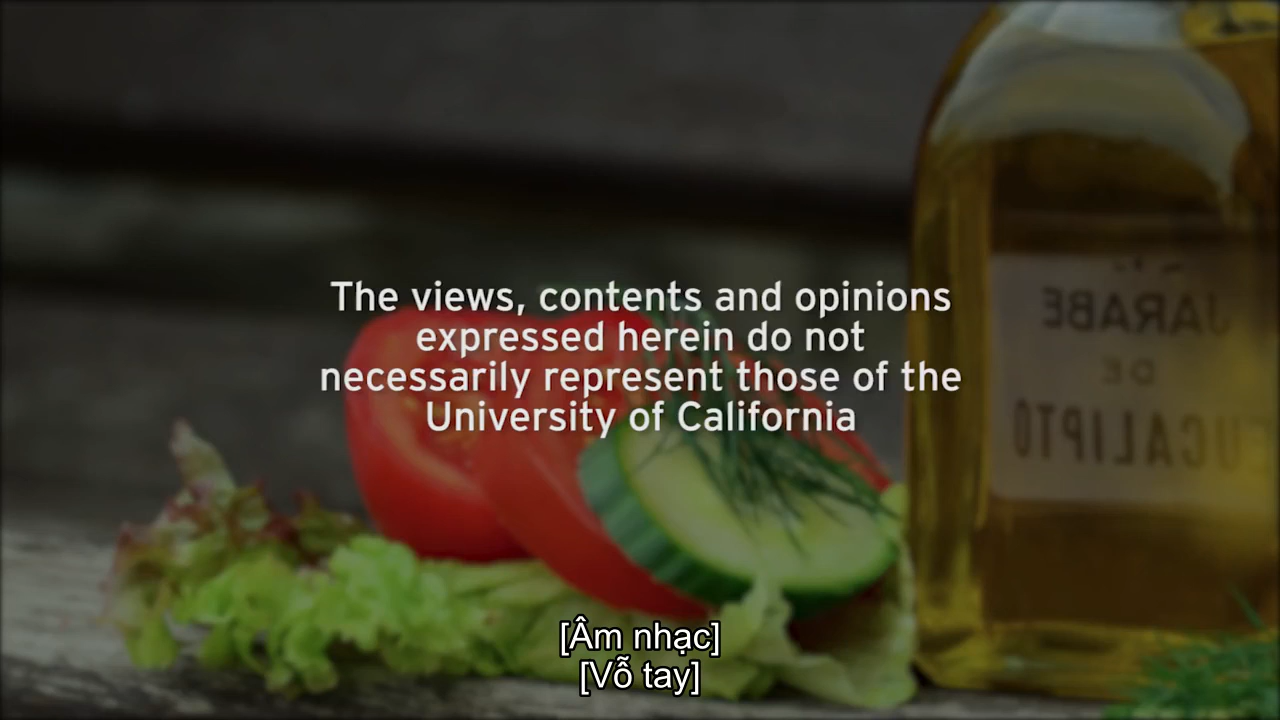 The views, contents and opinions
expressed herein do not
necessarily represent those of the
University of California
JARABE
DE
EUCALIPTO
[Âm nhạc]
[Vỗ tay]